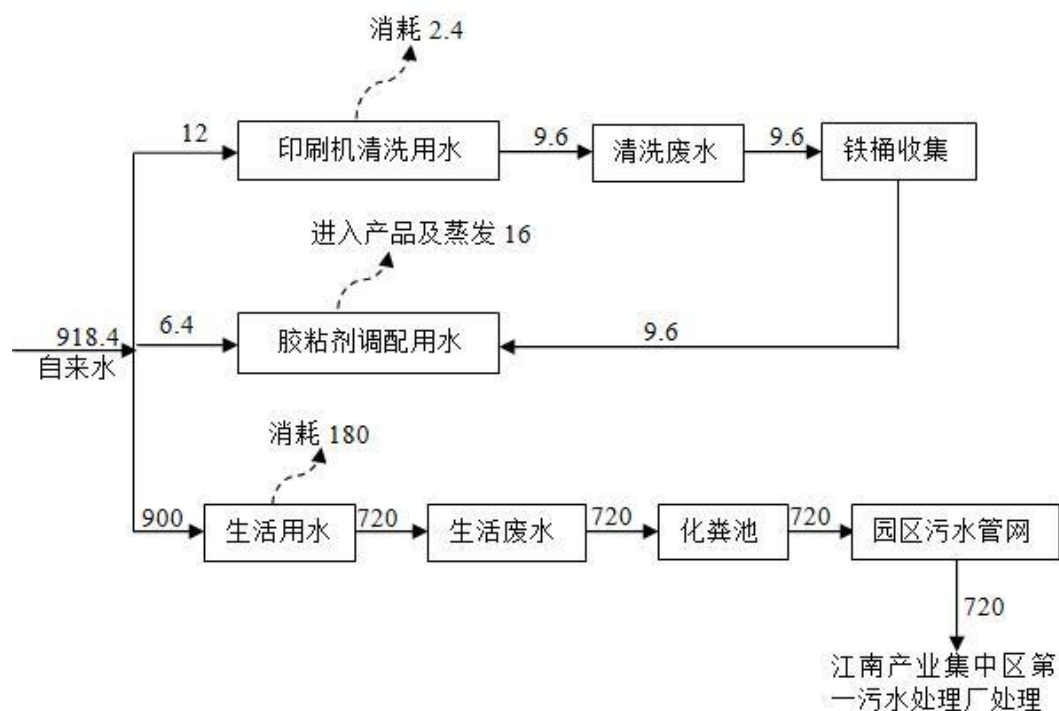 消耗 2.4
12
印刷机清洗用水
9.6
清洗废水
9.6
铁桶收集
进入产品及蒸发 16
918.4
自来水
6.4
胶粘剂调配用水
9.6
消耗 180
900
生活用水
720
生活废水
720
化粪池
720
园区污水管网
720
江南产业集中区第
一污水处理厂处理